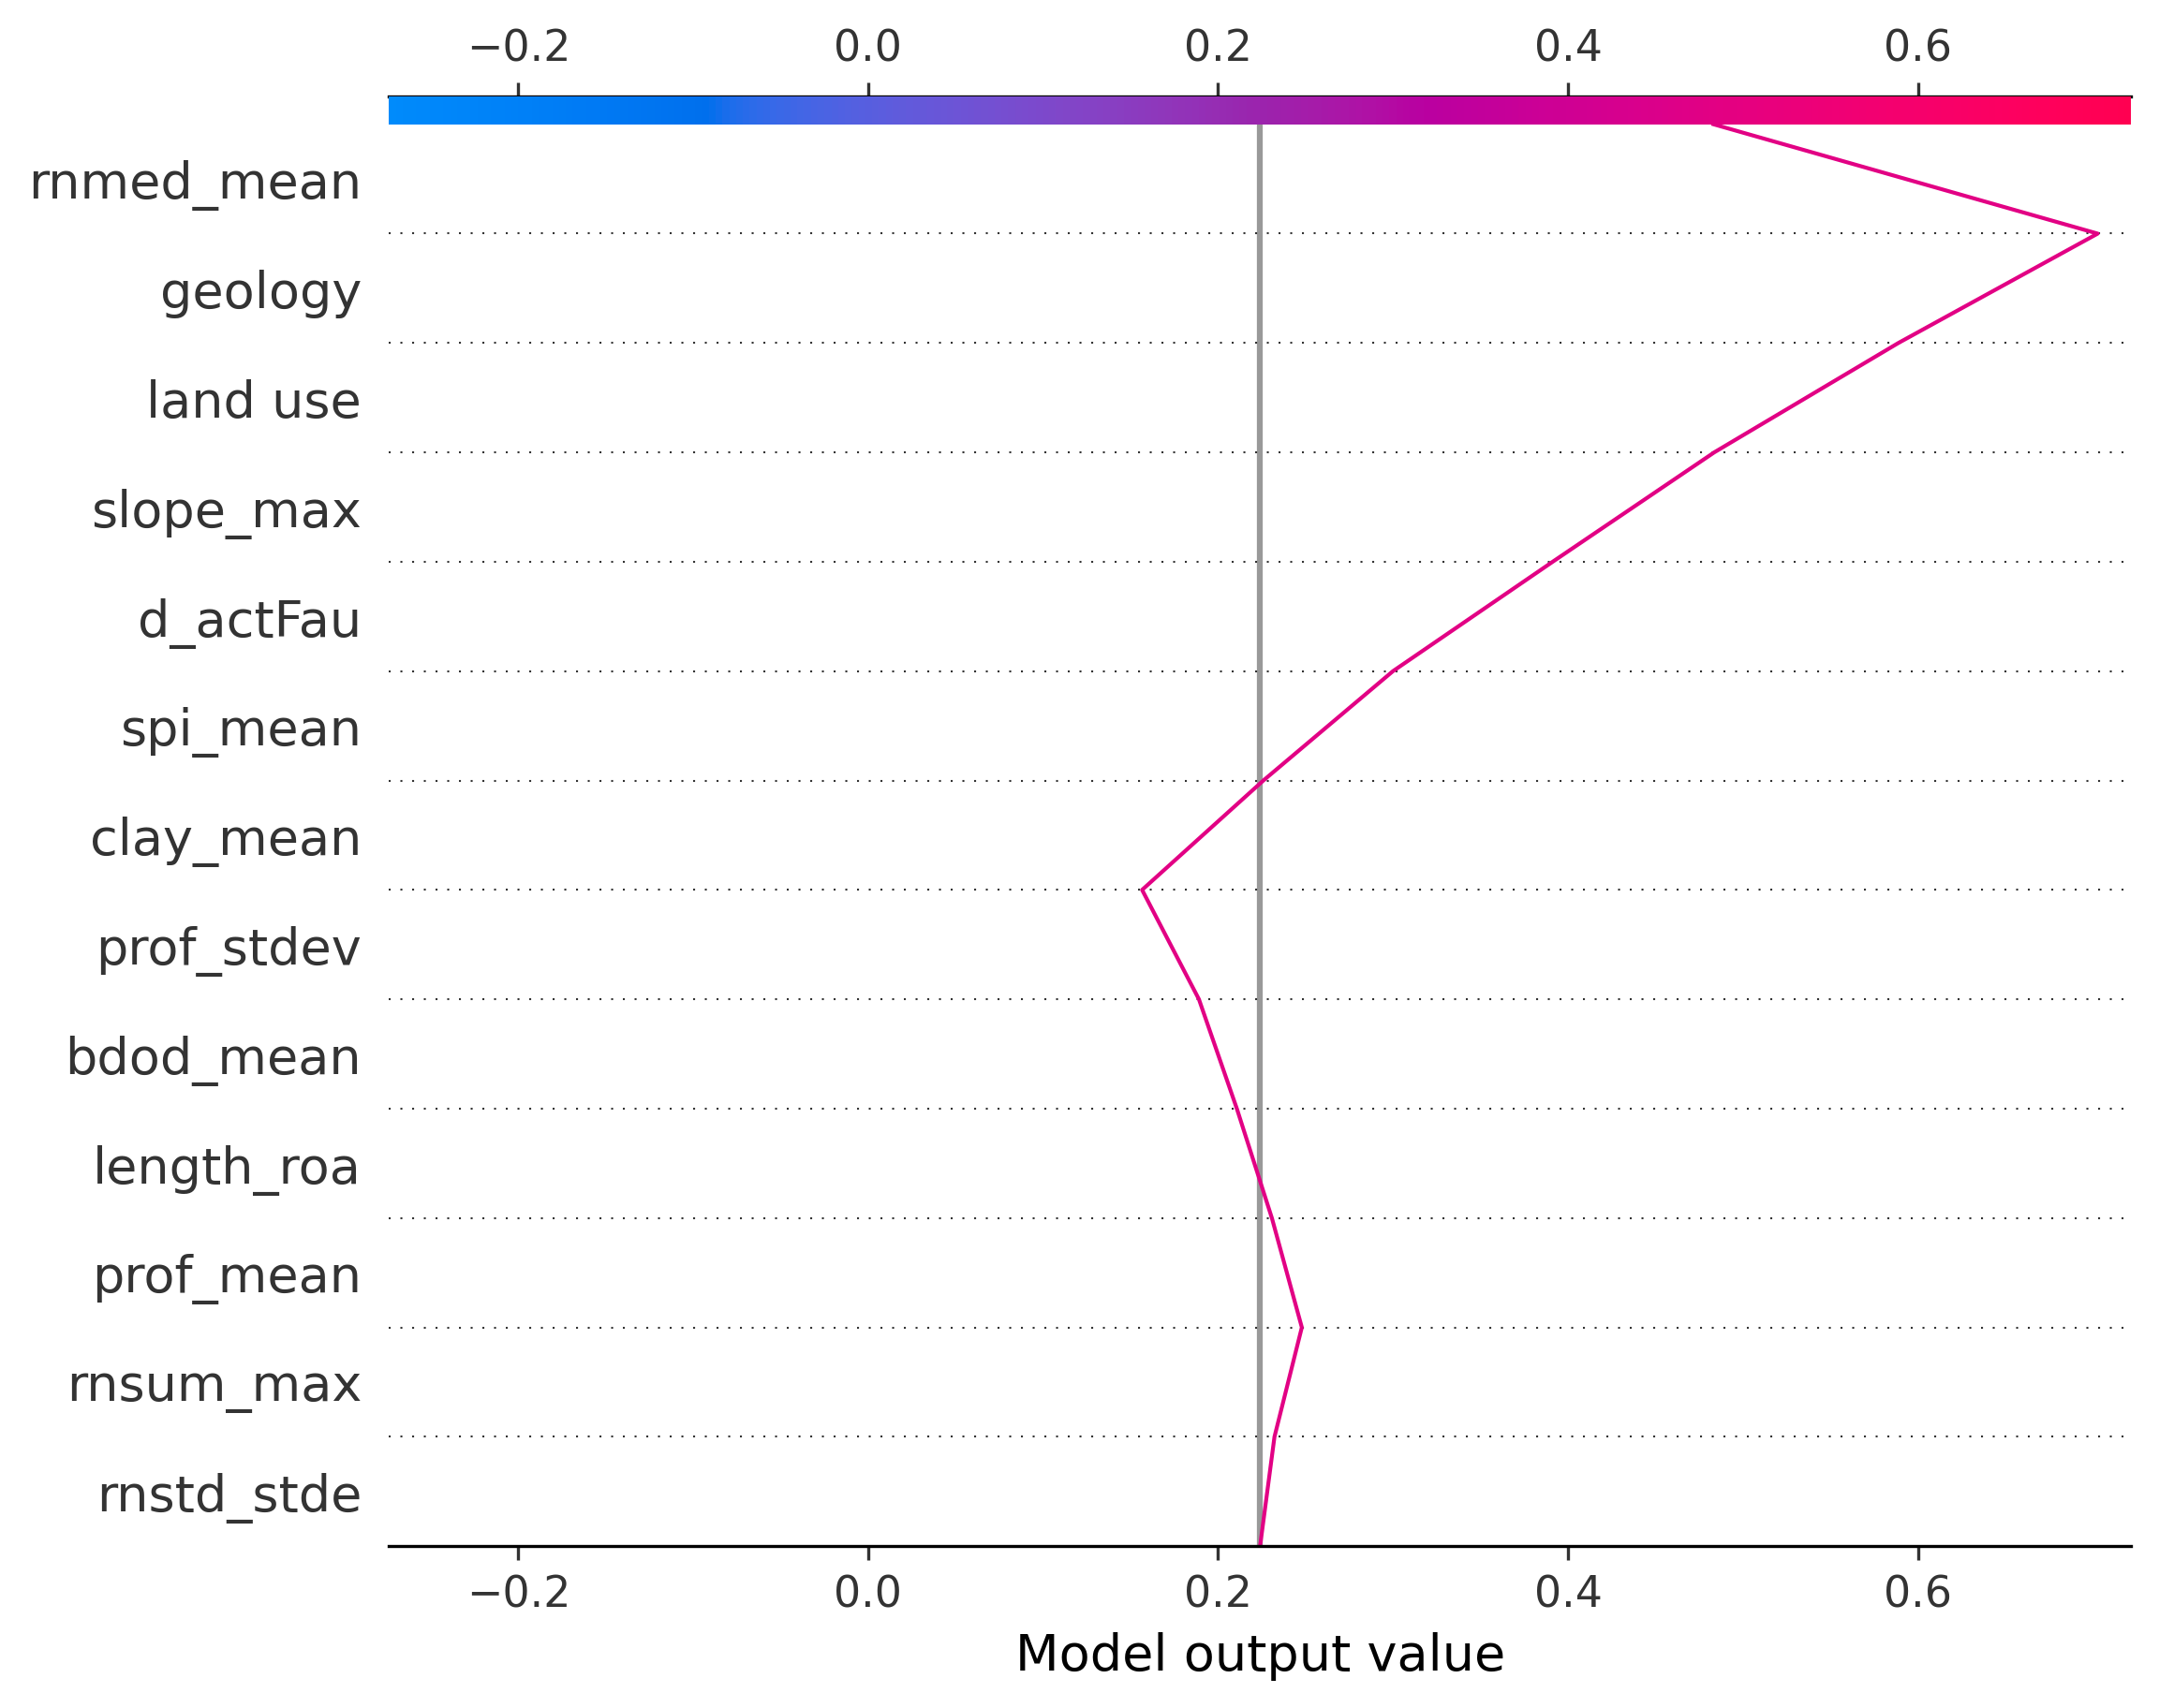 −0.2 0.0 0.2 0.4 0.6
rnmed_mean
geology
land use
slope_max
d_actFau
spi_mean
clay_mean
prof_stdev
bdod_mean
length_roa
prof_mean
rnsum_max
rnstd_stde
−0.2 0.0 0.2 0.4 0.6
Model output value